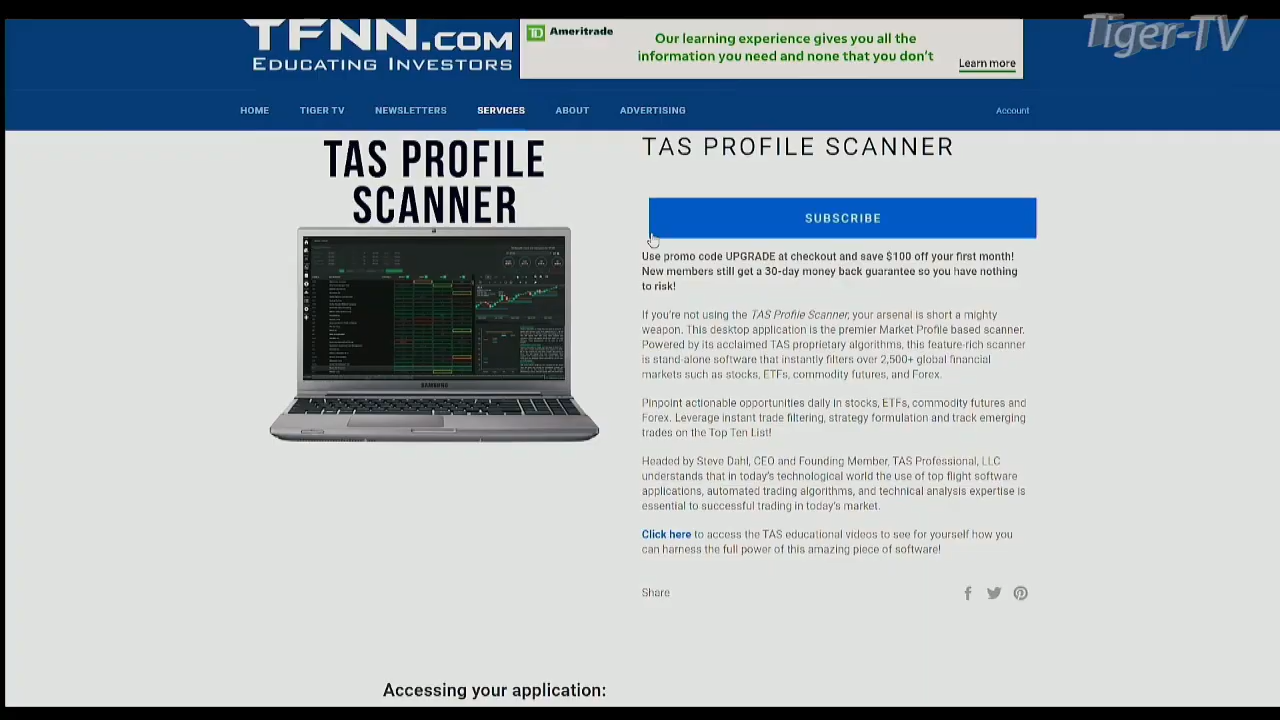 TFNN.COM
EDUCATING INVESTORS
Ameritrade
Our learning experience gives you all the
information you need and none that you don't
Learn more
Tiger-TV
HOME TIGER TV NEWSLETTERS SERVICES ABOUT ADVERTISING Account
TAS PROFILE
SCANNER
SAMSUNG
TAS PROFILE SCANNER
SUBSCRIBE
Use promo code UPGRADE at checkout and save $100 off your first month!
New members still get a 30-day money back guarantee so you have nothing
to risk!
If you're not using the TAS Profile Scanner, your arsenal is short a mighty
weapon. This desktop application is the premier Market Profile based scanner.
Powered by its acclaimed TAS proprietary algorithms, this feature-rich scanner
is stand-alone software that instantly filters over 2,500+ global financial
markets such as stocks, ETFs, commodity futures, and Forex.
Pinpoint actionable opportunities daily in stocks, ETFs, commodity futures and
Forex. Leverage instant trade filtering, strategy formulation and track emerging
trades on the Top Ten List!
Headed by Steve Dahl, CEO and Founding Member, TAS Professional, LLC
understands that in today's technological world the use of top flight software
applications, automated trading algorithms, and technical analysis expertise is
essential to successful trading in today's market.
Click here to access the TAS educational videos to see for yourself how you
can harness the full power of this amazing piece of software!
Share
Accessing your application: